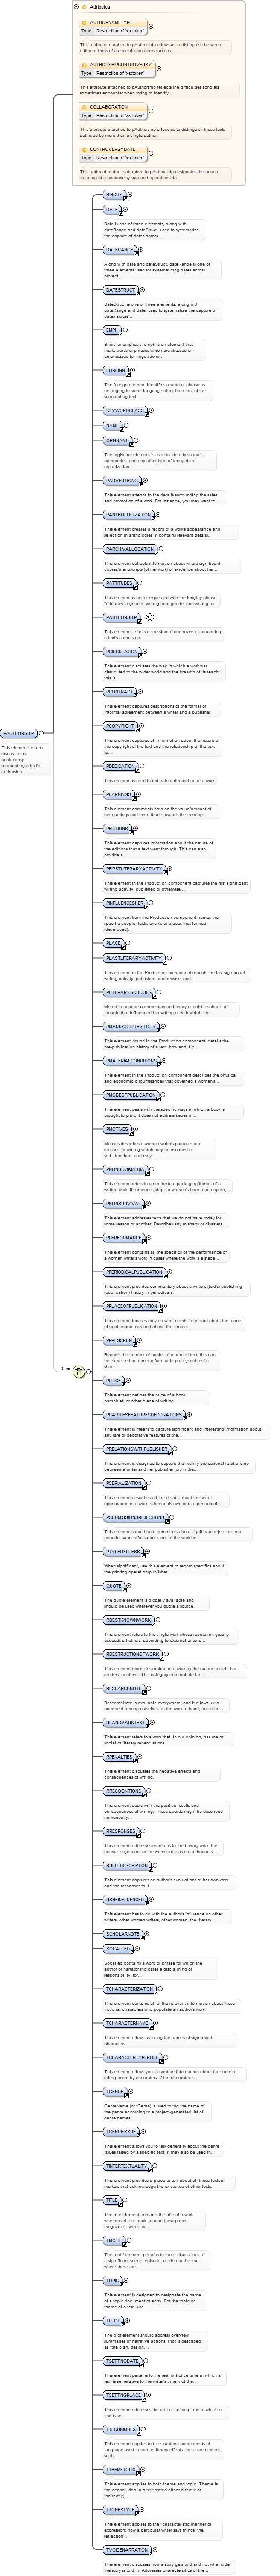 Attributes
AUTHORNAMETYPE
Type Restriction of 'xs:token'
This attribute attached to pAuthorship allows us to distinguish between
different kinds of authorship problems such as...
AUTHORSHIPCONTROVERSY
Type Restriction of 'xs:token'
This attribute attached to pAuthorship reflects the difficulties scholars
sometimes encounter when trying to identify...
COLLABORATION
Type Restriction of 'xs:token'
This attribute attached to pAuthorship allows us to distinguish those texts
authored by more than a single author.
CONTROVERSYDATE
Type Restriction of 'xs:token'
This optional attribute attached to pAuthorship designates the current
standing of a controversy surrounding authorship.
BIBCITS
DATE
Date is one of three elements, along with
dateRange and dateStruct, used to systematize
the capture of dates across...
DATERANGE
Along with date and dateStruct, dateRange is one of
three elements used for systematizing dates across
project...
DATESTRUCT
DateStruct is one of three elements, along with
dateRange and date, used to systematize the capture of
dates across...
EMPH
Short for emphasis, emph is an element that
marks words or phrases which are stressed or
emphasized for linguistic or...
FOREIGN
The foreign element identifies a word or phrase as
belonging to some language other than that of the
surrounding text.
KEYWORDCLASS
NAME
ORGNAME
The orgName element is used to identify schools,
companies, and any other type of recognized
organization.
PADVERTISING
This element attends to the details surrounding the sales
and promotion of a work. For instance, you may want to...
PANTHOLOGIZATION
This element creates a record of a work's appearance and
selection in anthologies; it contains relevant details...
PARCHIVALLOCATION
This element collects information about where significant
copies/manuscripts (of her work) or evidence about her...
PATTITUDES
This element is better expressed with the lengthy phrase
"attitudes to gender, writing, and gender and writing, or...
PAUTHORSHIP
This elements elicits discussion of controversy surrounding
a text's authorship.
PCIRCULATION
This element discusses the way in which a work was
distributed to the wider world and the breadth of its reach:
this is...
PCONTRACT
This element captures descriptions of the formal or
informal agreement between a writer and a publisher.
PCOPYRIGHT
This element captures all information about the nature of
the copyright of the text and the relationship of the text
to...
PDEDICATION
This element is used to indicate a dedication of a work.
PEARNINGS
This element comments both on the value/amount of
her earnings and her attitude towards the earnings.
PEDITIONS
This element captures information about the nature of
the editions that a text went through. This can also
provide a...
PFIRSTLITERARYACTIVITY
This element in the Production component captures the first significant
writing activity, published or otherwise,...
PINFLUENCESHER
This element from the Production component names the
specific people, texts, events or places that formed
(developed)...
PLACE
PLASTLITERARYACTIVITY
This element in the Production component records the last significant
writing activity, published or otherwise, and...
PLITERARYSCHOOLS
Meant to capture commentary on literary or artistic schools of
thought that influenced her writing or with which she...
PMANUSCRIPTHISTORY
This element, found in the Production component, details the
pre-publication history of a text: how and if it...
PMATERIALCONDITIONS
This element in the Production component describes the physical
and economic circumstances that governed a woman's...
PMODEOFPUBLICATION
This element deals with the specific ways in which a book is
brought to print; it does not address issues of...
PMOTIVES
Motives describes a woman writer's purposes and
reasons for writing which may be ascribed or
self-identified, and may...
PNONBOOKMEDIA
This element refers to a non-textual packaging/format of a
written work. If someone adapts a woman's book into a opera,...
PNONSURVIVAL
This element addresses texts that we do not have today for
some reason or another. Describes any mishaps or disasters...
PPERFORMANCE
This element contains all the specifics of the performance of
a woman writer's work in cases where the work is a stage...
PPERIODICALPUBLICATION
This element provides commentary about a writer's (text's) publishing
(publication) history in periodicals.
PPLACEOFPUBLICATION
This element focuses only on what needs to be said about the place
of publication over and above the simple...
PPRESSRUN
Records the number of copies of a printed text; this can
be expressed in numeric form or in prose, such as "a
short...
PPRICE
This element defines the price of a book,
pamphlet, or other piece of writing.
PRARITIESFEATURESDECORATIONS
This element is meant to capture significant and interesting information about
any rare or decorative features of the...
PRELATIONSWITHPUBLISHER
This element is designed to capture the mainly professional relationship
between a writer and her publisher (or, in the...
PSERIALIZATION
This element describes all the details about the serial
appearance of a work either on its own or in a periodical...
PSUBMISSIONSREJECTIONS
This element should hold comments about significant rejections and
peculiar successful submissions of the work by...
PTYPEOFPRESS
When significant, use this element to record specifics about
the printing operation/publisher.
QUOTE
The quote element is globally available and
should be used wherever you quote a source.
RBESTKNOWNWORK
This element refers to the single work whose reputation greatly
exceeds all others, according to external criteria...
RDESTRUCTIONOFWORK
This element marks destruction of a work by the author herself, her
readers, or others. This category can include the...
RESEARCHNOTE
ResearchNote is available everywhere, and it allows us to
comment among ourselves on the work at hand; not to be...
RLANDMARKTEXT
This element refers to a work that, in our opinion, has major
social or literary repercussions.
RPENALTIES
This element discusses the negative effects and
consequences of writing.
RRECOGNITIONS
This element deals with the positive results and
consequences of writing. These awards might be described
numerically,...
RRESPONSES
This element addresses reactions to the literary work, the
oeuvre in general, or the writer's role as an author/artist...
RSELFDESCRIPTION
This element captures an author's evaluations of her own work
and the responses to it.
RSHEINFLUENCED
This element has to do with the author's influence on other
writers, other women writers, other women, the literary...
SCHOLARNOTE
SOCALLED
Socalled contains a word or phrase for which the
author or narrator indicates a disclaiming of
responsibility, for...
TCHARACTERIZATION
This element contains all of the relevant information about those
fictional characters who populate an author's work.
TCHARACTERNAME
This element allows us to tag the names of significant
characters.
TCHARACTERTYPEROLE
This element allows you to capture information about the societal
roles played by characters. If the character is...
TGENRE
GenreName (or tGenre) is used to tag the name of
the genre according to a project-generated list of
genre names.
TGENREISSUE
This element allows you to talk generally about the genre
issues raised by a specific text. It may also be used in...
TINTERTEXTUALITY
This element provides a place to talk about all those textual
markers that acknowledge the existence of other texts.
TITLE
The title element contains the title of a work,
whether article, book, journal (newspaper,
magazine), series, or...
TMOTIF
The motif element pertains to those discussions of
a significant scene, episode, or idea in the text
where these are...
TOPIC
This element is designed to designate the name
of a topic document or entry. For the topic or
theme of a text, use...
TPLOT
The plot element should address overview
summaries of narrative actions. Plot is described
as "the plan, design,...
TSETTINGDATE
This element pertains to the real or fictive time in which a
text is set relative to the writer's time, not the...
TSETTINGPLACE
This element addresses the real or fictive place in which a
text is set.
TTECHNIQUES
This element applies to the structural components of
language used to create literary effects: these are devices
such...
TTHEMETOPIC
This element applies to both theme and topic. Theme is
the central idea in a text stated either directly or
indirectly;...
TTONESTYLE
This element applies to the "characteristic manner of
expression, how a particular writer says things, the
reflection...
TVOICENARRATION
This element discusses how a story gets told and not what order
the story is told in. Addresses characteristics of the...
PAUTHORSHIP
This elements elicits
discussion of
controversy
surrounding a text's
authorship.
0..∞